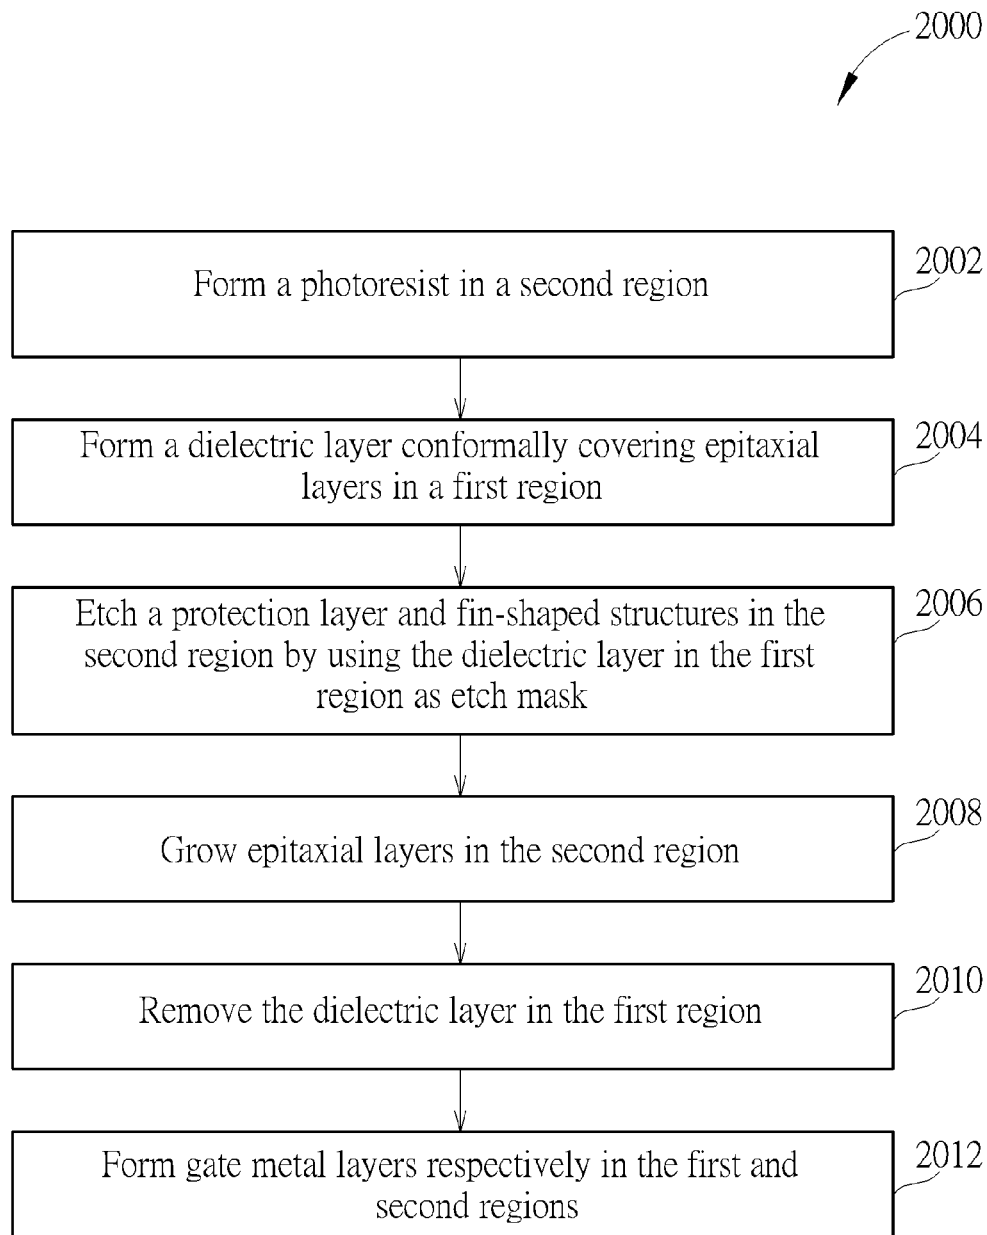 2000
2002
Form a photoresist in a second region
2004
Form a dielectric layer conformally covering epitaxial
layers in a first region
2006
Etch a protection layer and fin-shaped structures in the
second region by using the dielectric layer in the first
region as etch mask
2008
Grow epitaxial layers in the second region
2010
Remove the dielectric layer in the first region
2012
Form gate metal layers respectively in the first and
second regions